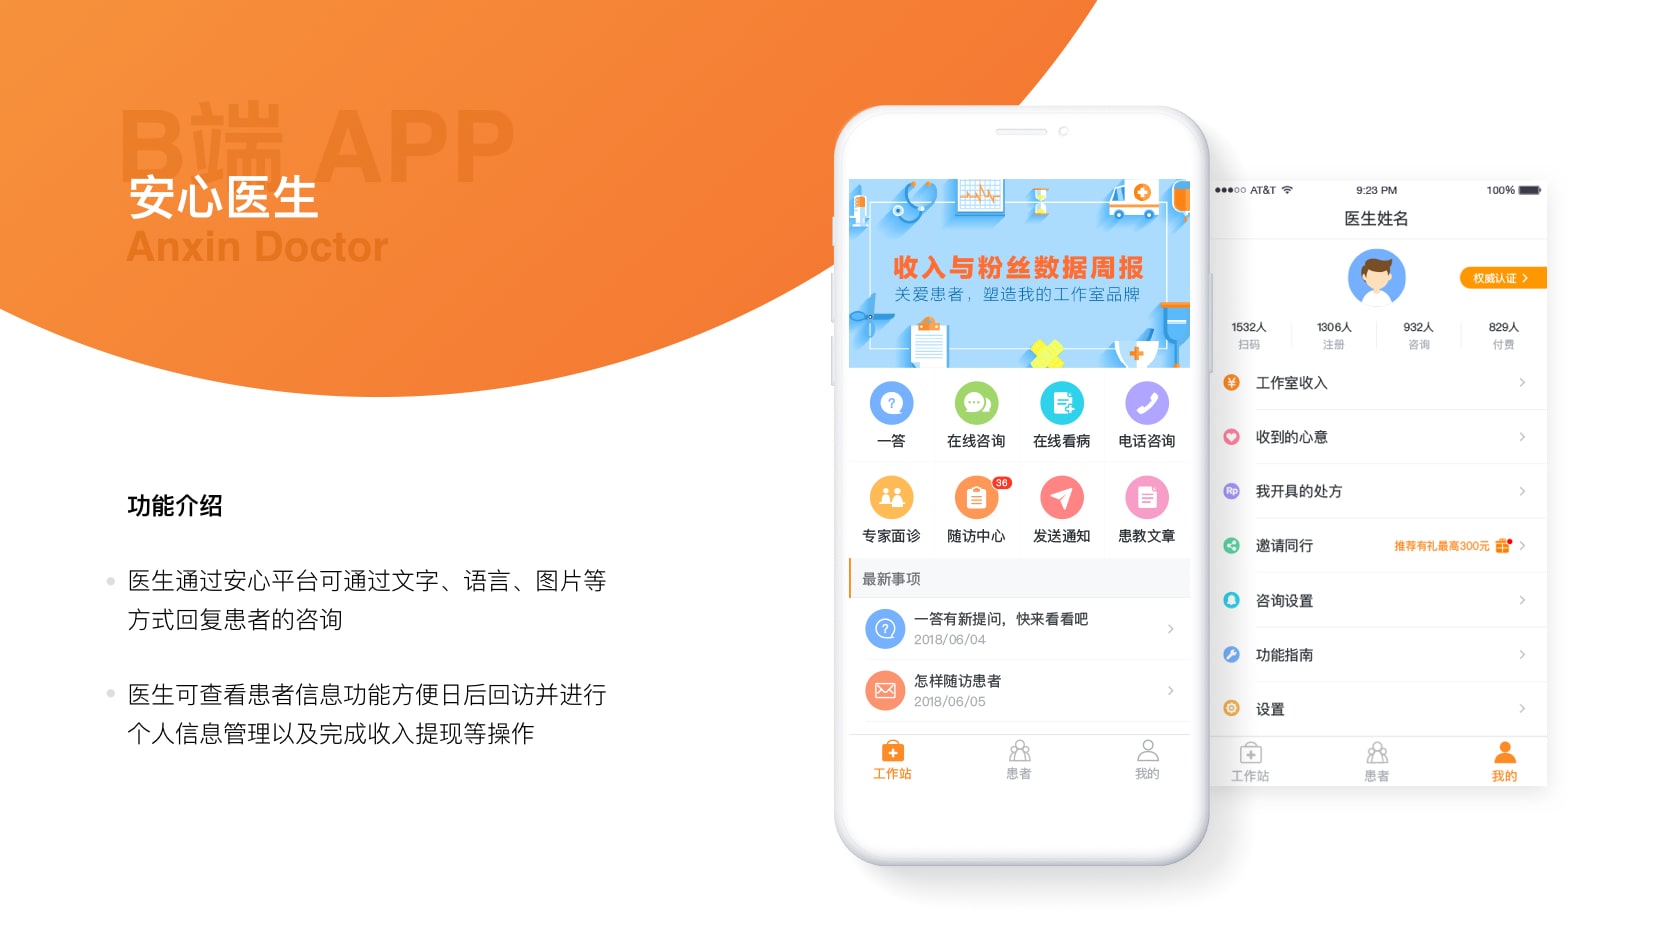 B端 APP
安心医生
Anxin Doctor
功能介绍
医生通过安心平台可通过文字、语言、图片等
方式回复患者的咨询
医生可查看患者信息功能方便日后回访并进行
个人信息管理以及完成收入提现等操作
收入与粉丝数据周报
关爱患者，塑造我的工作室品牌
一答 在线咨询 在线看病 电话咨询
36
专家面诊 随访中心 发送通知 患教文章
最新事项
一答有新提问，快来看看吧
2018/06/04
怎样随访患者
2018/06/05
工作站 患者 我的
AT&T 9:23 PM 100%
医生姓名
权威认证
1532人 1306人 932人 829人
扫码 注册 咨询 付费
¥ 工作室收入
收到的心意
Rp 我开具的处方
邀请同行 推荐有礼最高300元
咨询设置
功能指南
设置
工作站 患者 我的